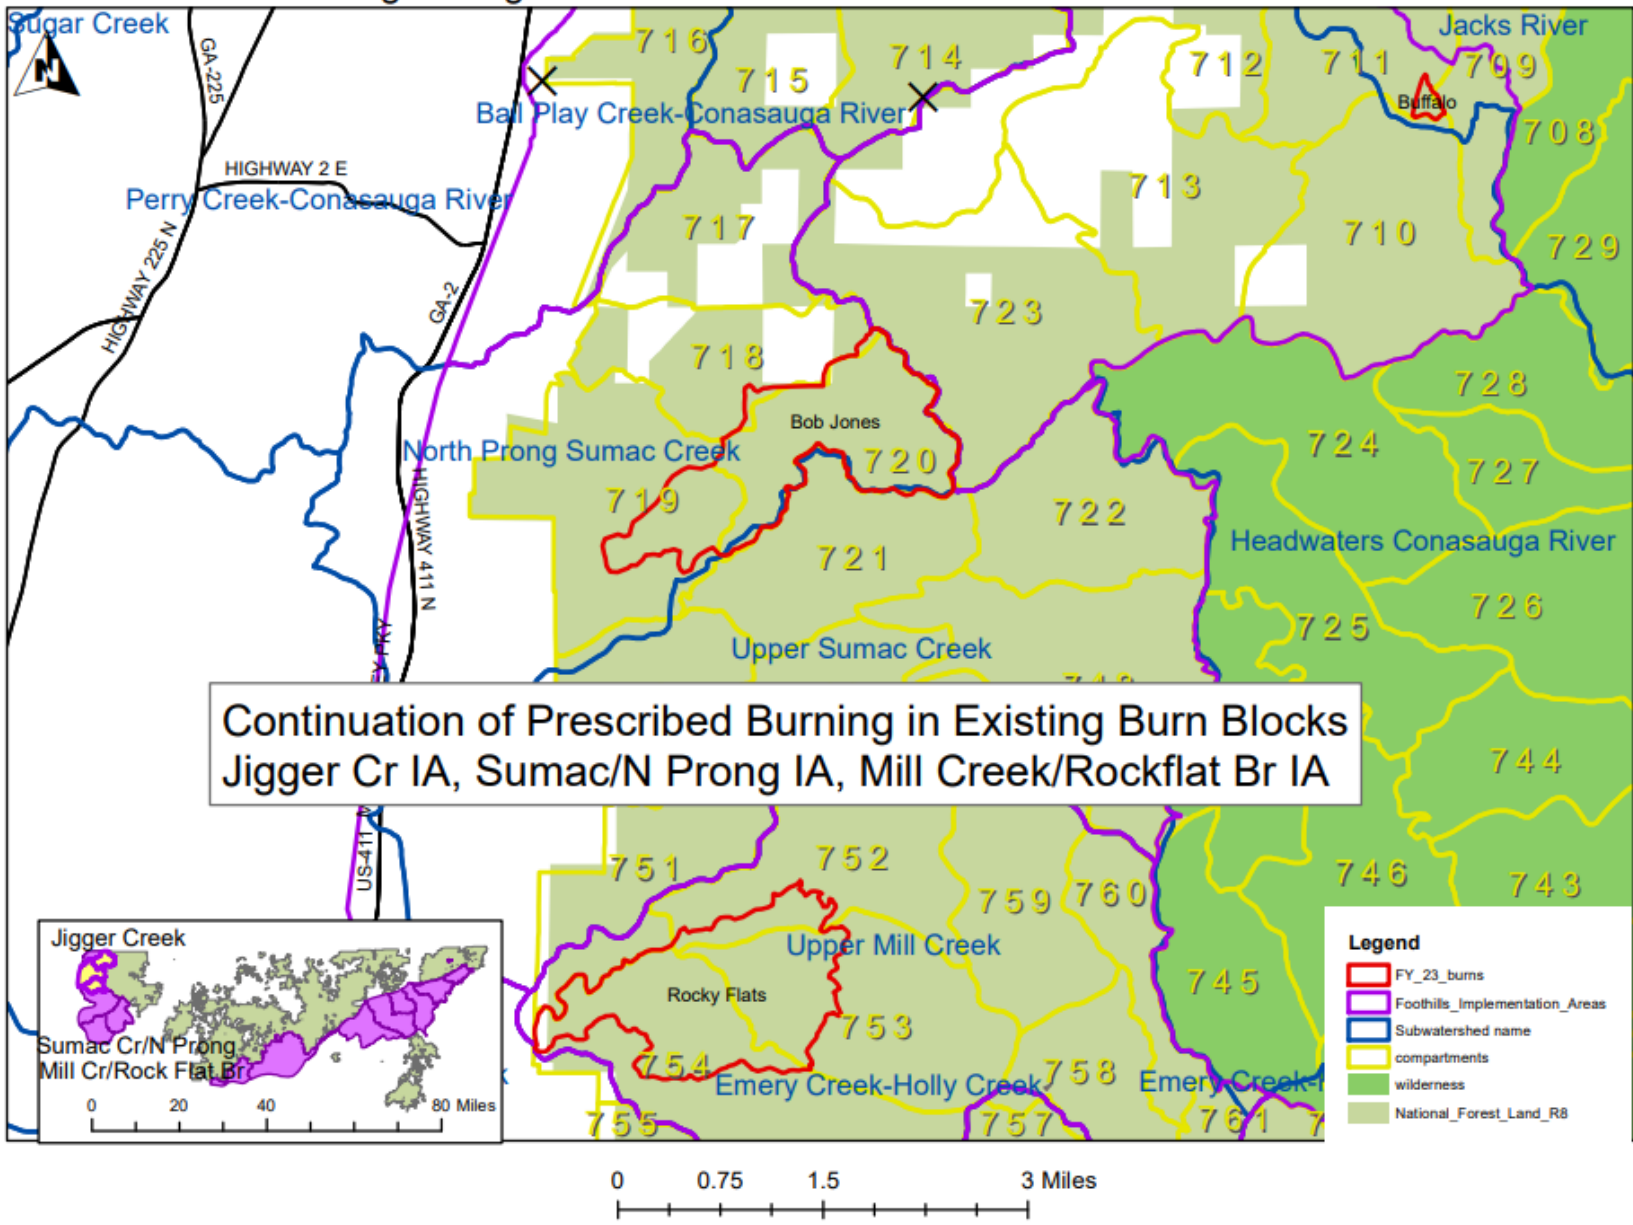 Sugar Creek
Jacks River
GA-225
716
715
714
712
711
709
Buffalo
708
Ball Play Creek-Conasauga River
HIGHWAY 2 E
Perry Creek-Conasauga River
713
717
710
729
HIGHWAY 225 N
GA-2
723
718
728
Bob Jones
724
North Prong Sumac Creek
720
727
719
HIGHWAY 411 N
722
Headwaters Conasauga River
721
726
725
Upper Sumac Creek
Continuation of Prescribed Burning in Existing Burn Blocks
Jigger Cr IA, Sumac/N Prong IA, Mill Creek/Rockflat Br IA
744
US-411
751
752
746
743
759
760
Upper Mill Creek
745
Rocky Flats
753
754
758
Emery Creek-Holly Creek
Emery Creek-
755
757
761
N
Jigger Creek
Sumac Cr/N Prong
Mill Cr/Rock Flat Br
0 20 40 80 Miles
Legend
FY_23_burns
Foothills_Implementation_Areas
Subwatershed name
compartments
wilderness
National_Forest_Land_R8
0 0.75 1.5 3 Miles